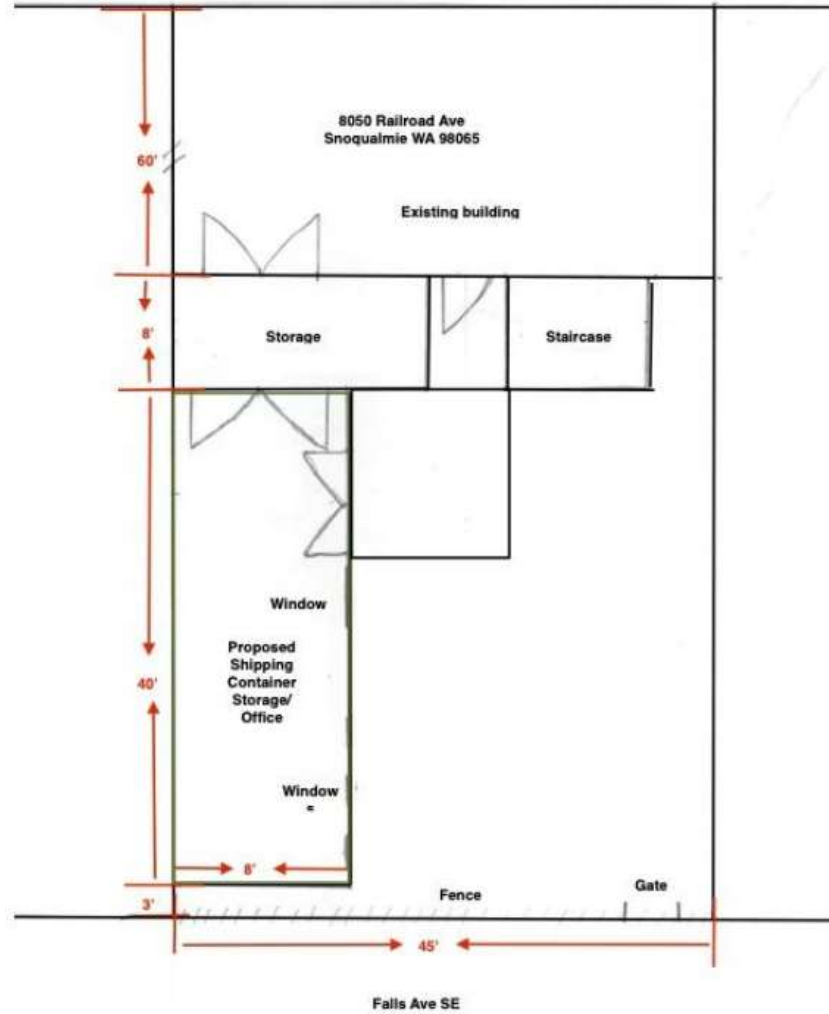 8050 Railroad Ave
Snoqualmie WA 98065
60'
Existing building
8'
Storage
Staircase
Window
Proposed
Shipping
Container
Storage/
Office
40'
Window
=
8'
3'
Fence
Gate
45'
Falls Ave SE